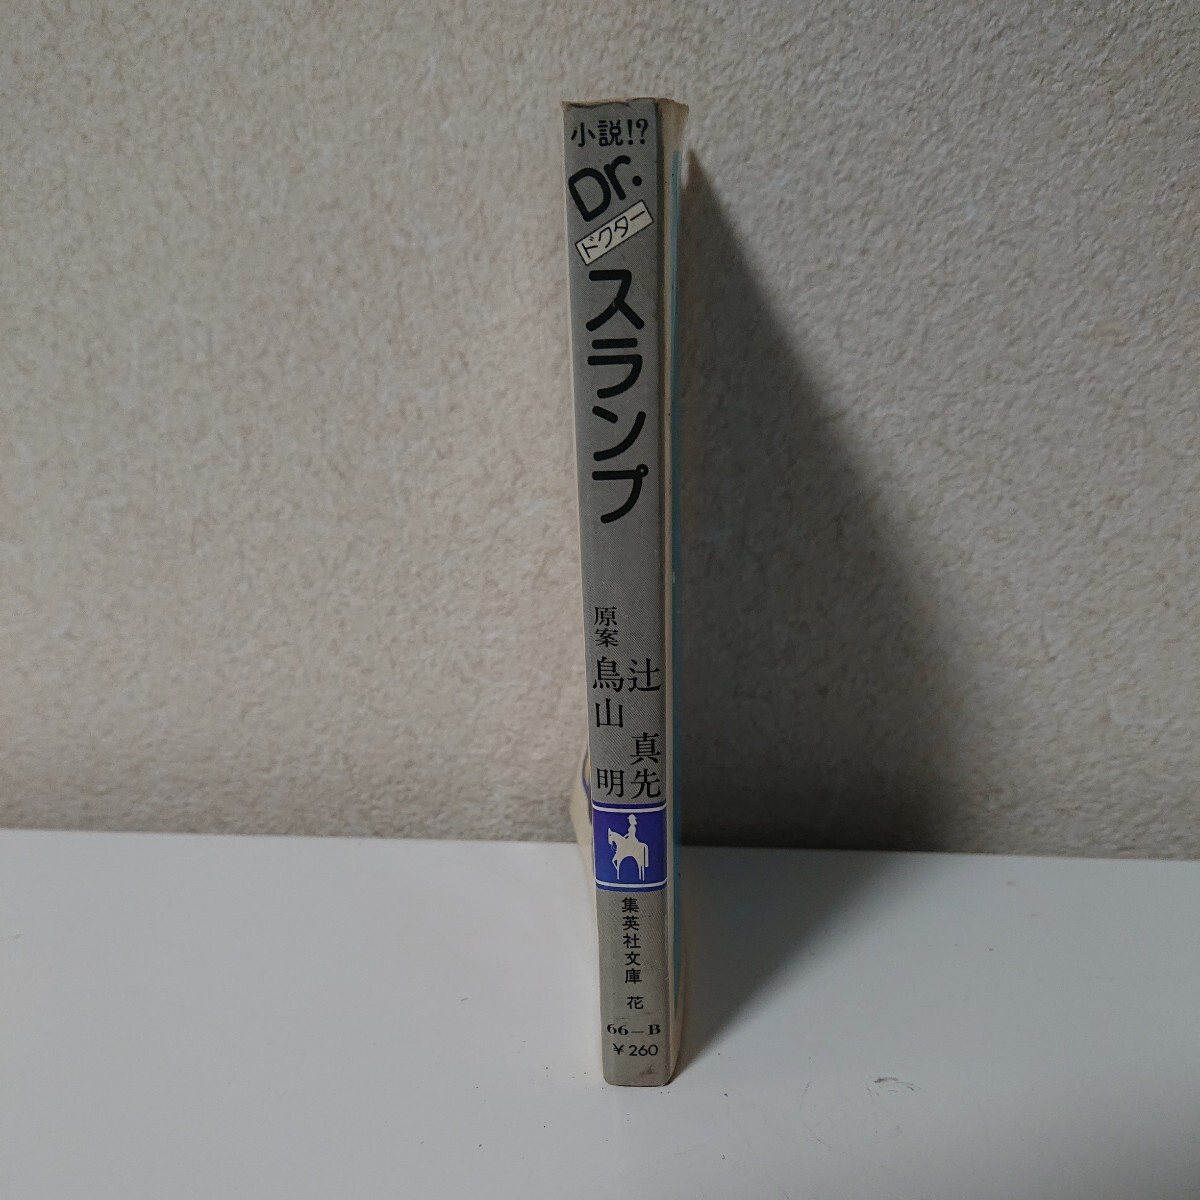 小説!?
Dr.
ドクター
スランプ
辻真先
原案 鳥山明
集英社文庫 花
66–B
¥260